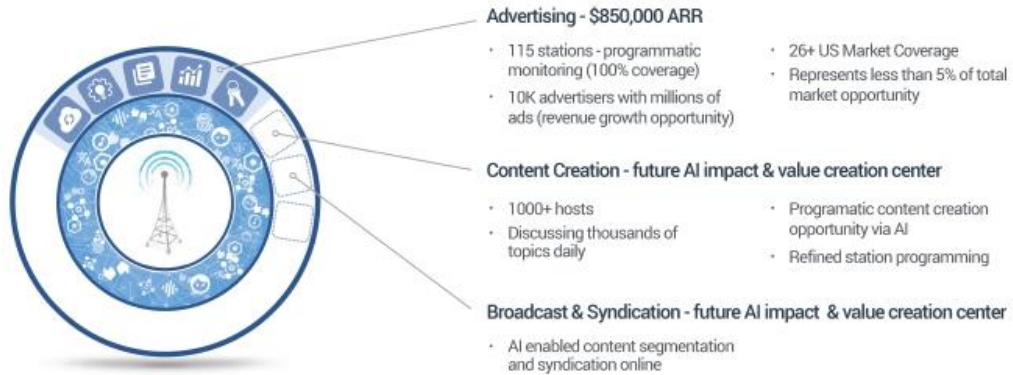 Advertising - $850,000 ARR
115 stations - programmatic
monitoring (100% coverage)
10K advertisers with millions of
ads (revenue growth opportunity)
26+ US Market Coverage
Represents less than 5% of total
market opportunity
Content Creation - future AI impact & value creation center
1000+ hosts
Discussing thousands of
topics daily
Programatic content creation
opportunity via AI
Refined station programming
Broadcast & Syndication - future AI impact & value creation center
AI enabled content segmentation
and syndication online